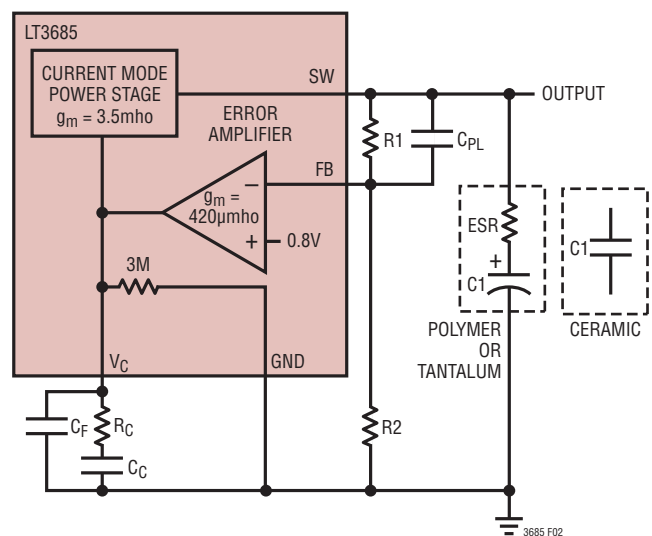 LT3685
CURRENT MODE
POWER STAGE
gm = 3.5mho
SW
OUTPUT
ERROR
AMPLIFIER
R1
CPL
FB
–
gm =
420µmho
+
0.8V
ESR
+
C1
C1
3M
POLYMER
OR
TANTALUM
CERAMIC
VC
GND
CF
RC
R2
CC
3685 F02